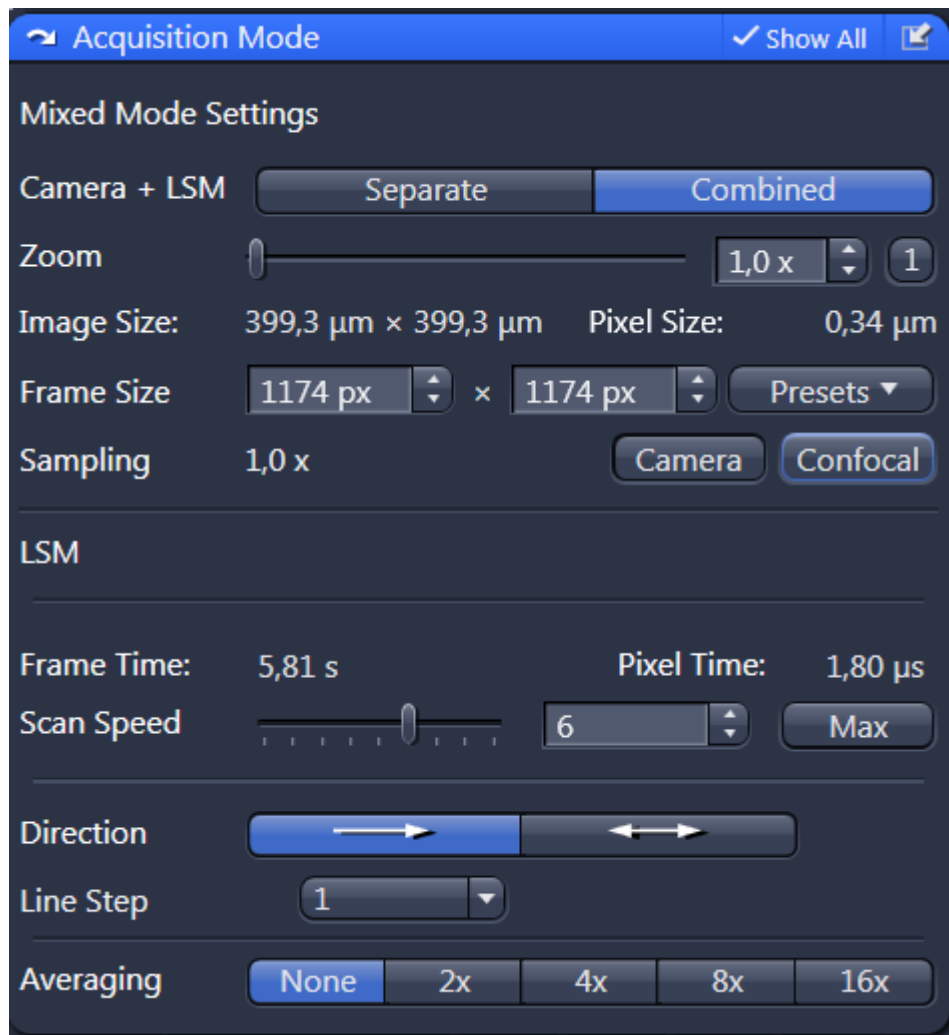 Acquisition Mode Show All
Mixed Mode Settings
Camera + LSM Separate Combined
Zoom 1,0 x 1
Image Size: 399,3 µm × 399,3 µm Pixel Size: 0,34 µm
Frame Size 1174 px × 1174 px Presets
Sampling 1,0 x Camera Confocal
LSM
Frame Time: 5,81 s Pixel Time: 1,80 µs
Scan Speed 6 Max
Direction
Line Step 1
Averaging None 2x 4x 8x 16x